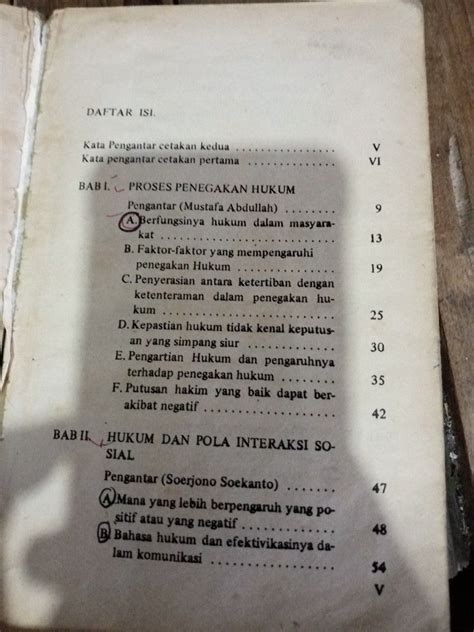 DAFTAR ISI.
Kata Pengantar cetakan kedua .................. V
Kata pengantar cetakan pertama ............... VI
BAB I. PROSES PENEGAKAN HUKUM
Pengantar (Mustafa Abdullah) ........ 9
A. Berfungsinya hukum dalam masyara-
kat .............................. 13
B. Faktor-faktor yang mempengaruhi
penegakan Hukum ................ 19
C. Penyerasian antara ketertiban dengan
ketenteraman dalam penegakan hu-
kum ............................ 25
D. Kepastian hukum tidak kenal keputus-
an yang simpang siur .............. 30
E. Pengartian Hukum dan pengaruhnya
terhadap penegakan hukum ........ 35
F. Putusan hakim yang baik dapat ber-
akibat negatif .................... 42
BAB II. HUKUM DAN POLA INTERAKSI SO-
SIAL
Pengantar (Soerjono Soekanto) ........ 47
A Mana yang lebih berpengaruh yang po-
sitif atau yang negatif .............. 48
B Bahasa hukum dan efektivikasinya da-
lam komunikasi .................... 54
V